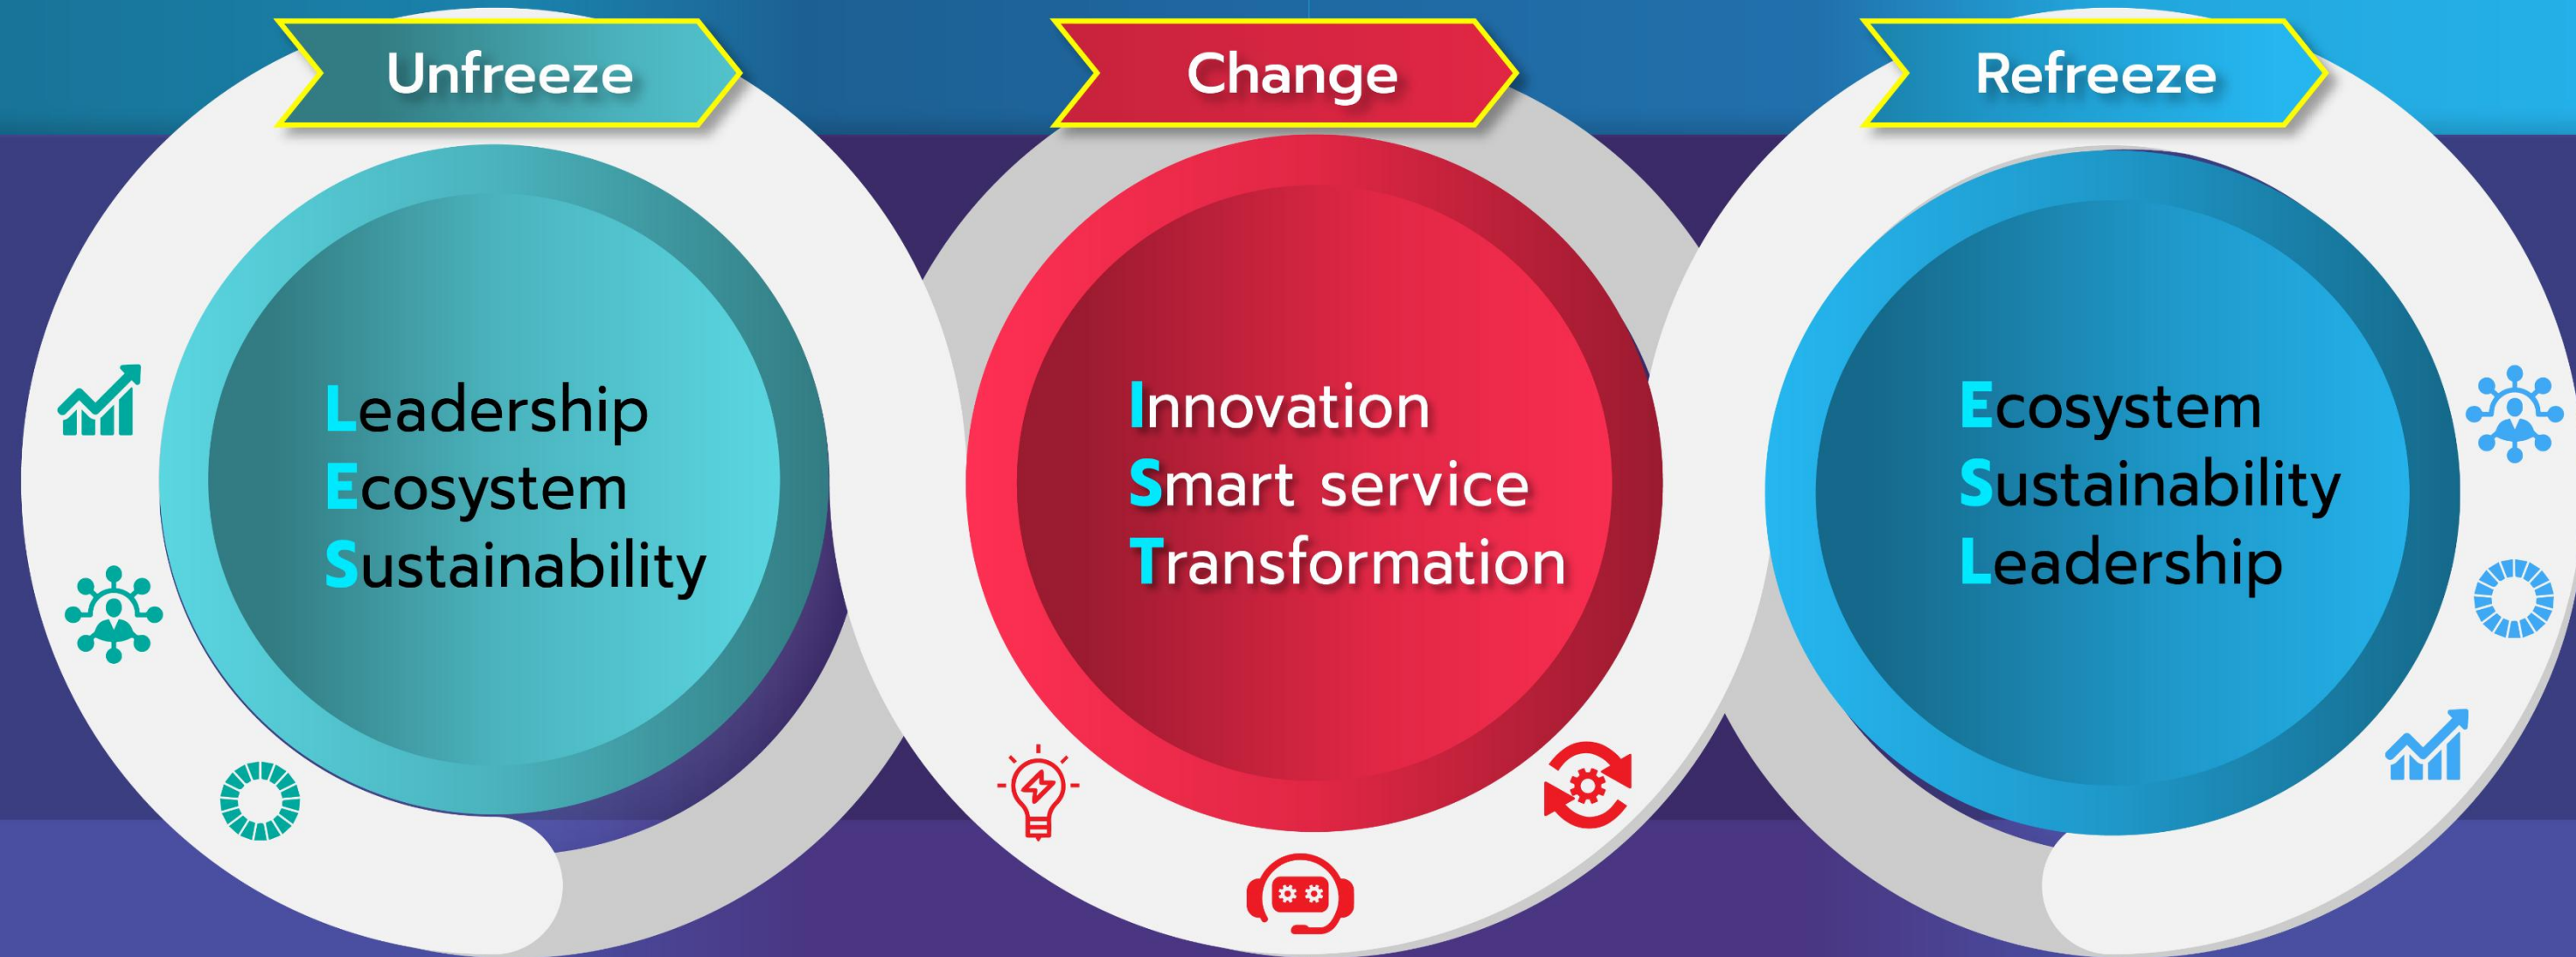 Unfreeze
Leadership
Ecosystem
Sustainability
Change
Innovation
Smart service
Transformation
Refreeze
Ecosystem
Sustainability
Leadership